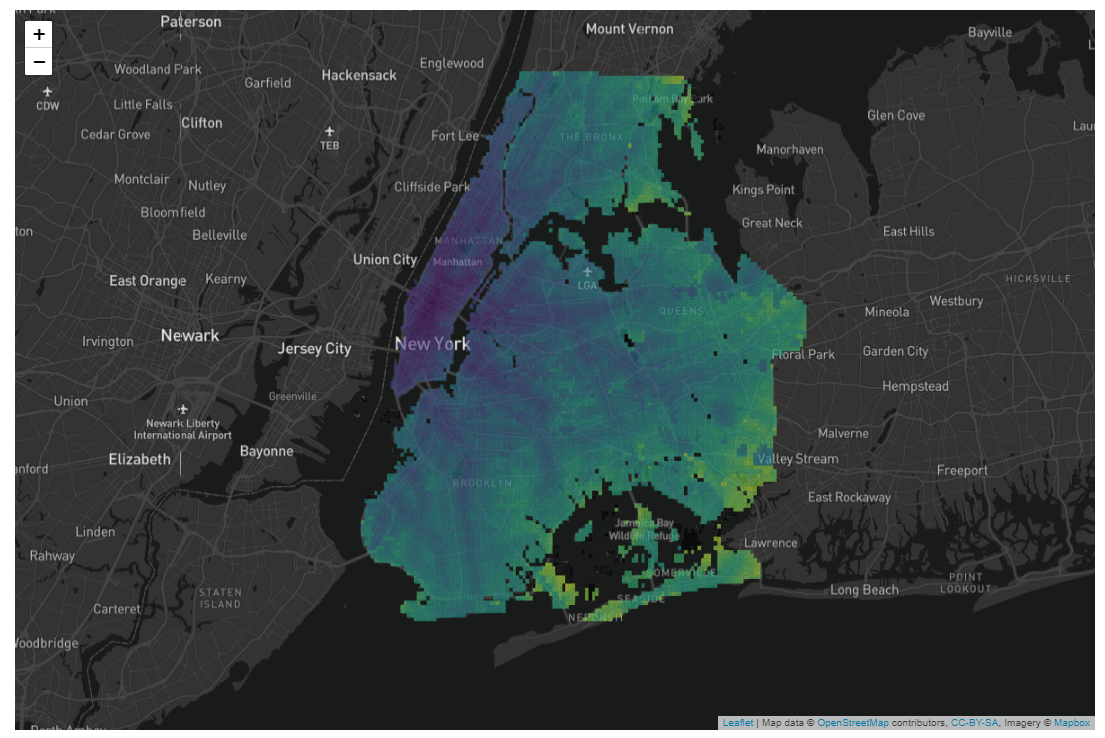 +
−
Paterson
Mount Vernon
Bayville
Englewood
Woodland Park
Hackensack
Garfield
CDW
Little Falls
Glen Cove
Clifton
Pelham Bay Park
Cedar Grove
TEB
Fort Lee
THE BRONX
Manorhaven
Montclair
Nutley
Cliffside Park
Kings Point
Bloomfield
Great Neck
Belleville
East Hills
MANHATTAN
Union City
Manhattan
East Orange
Kearny
LGA
HICKSVILLE
Westbury
QUEENS
Mineola
Newark
Irvington
Jersey City
New York
Floral Park
Garden City
Hempstead
Union
Greenville
Newark Liberty
International Airport
Malverne
Bayonne
Elizabeth
Valley Stream
Freeport
BROOKLYN
East Rockaway
Jamaica Bay
Wildlife Refuge
Linden
Lawrence
Rahway
SOMERVILLE
POINT
LOOKOUT
Long Beach
STATEN
ISLAND
SEASIDE
Carteret
NEPONSIT
Leaflet | Map data © OpenStreetMap contributors, CC-BY-SA, Imagery © Mapbox